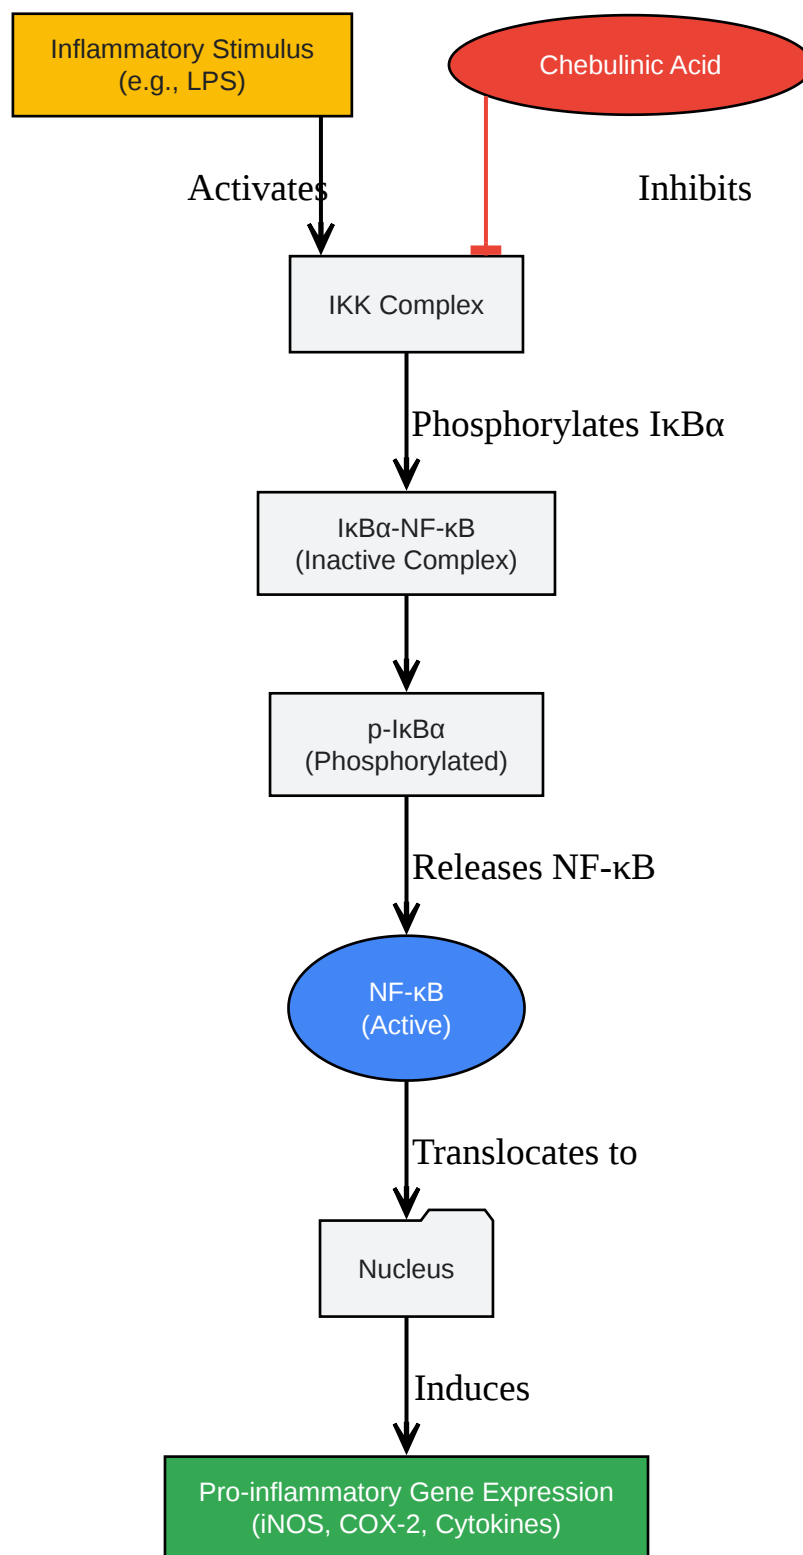 Inflammatory Stimulus
(e.g., LPS)
Chebulinic Acid
Activates
Inhibits
IKK Complex
Phosphorylates IκBα
IκBα-NF-κB
(Inactive Complex)
p-IκBα
(Phosphorylated)
Releases NF-κB
NF-κB
(Active)
Translocates to
Nucleus
Induces
Pro-inflammatory Gene Expression
(iNOS, COX-2, Cytokines)